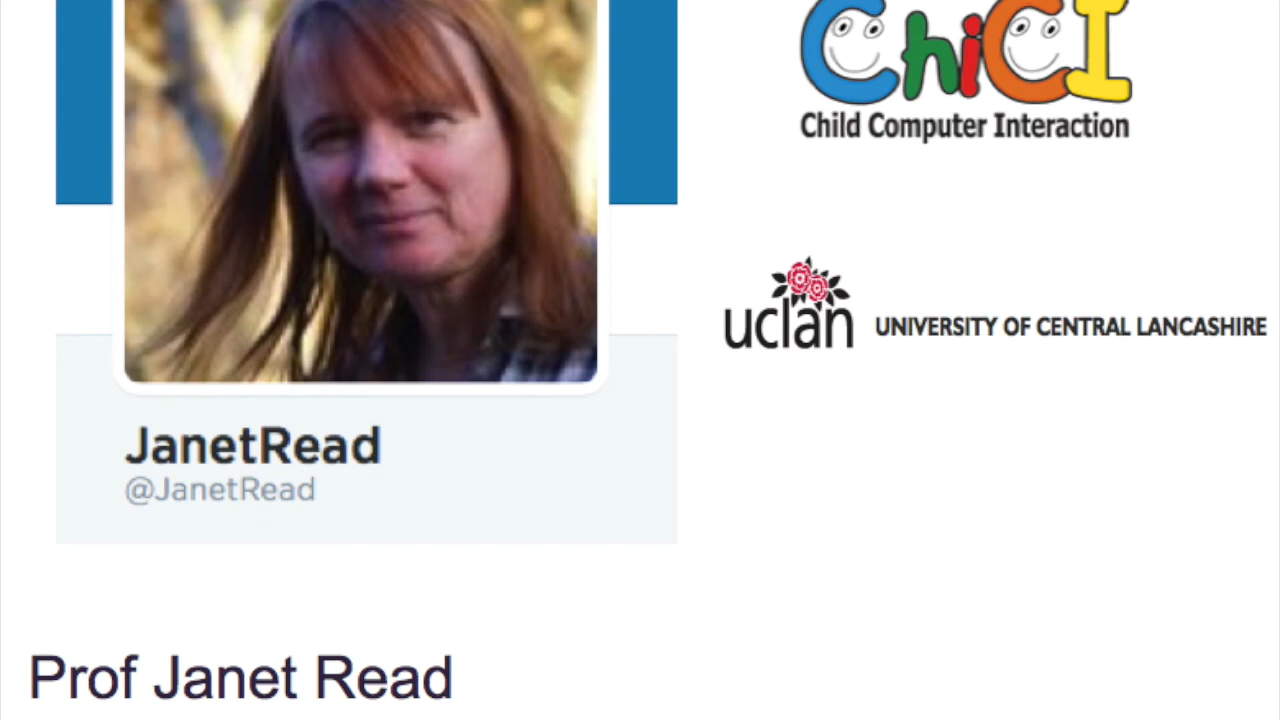 ChiCI
Child Computer Interaction
uclan UNIVERSITY OF CENTRAL LANCASHIRE
JanetRead
@JanetRead
Prof Janet Read